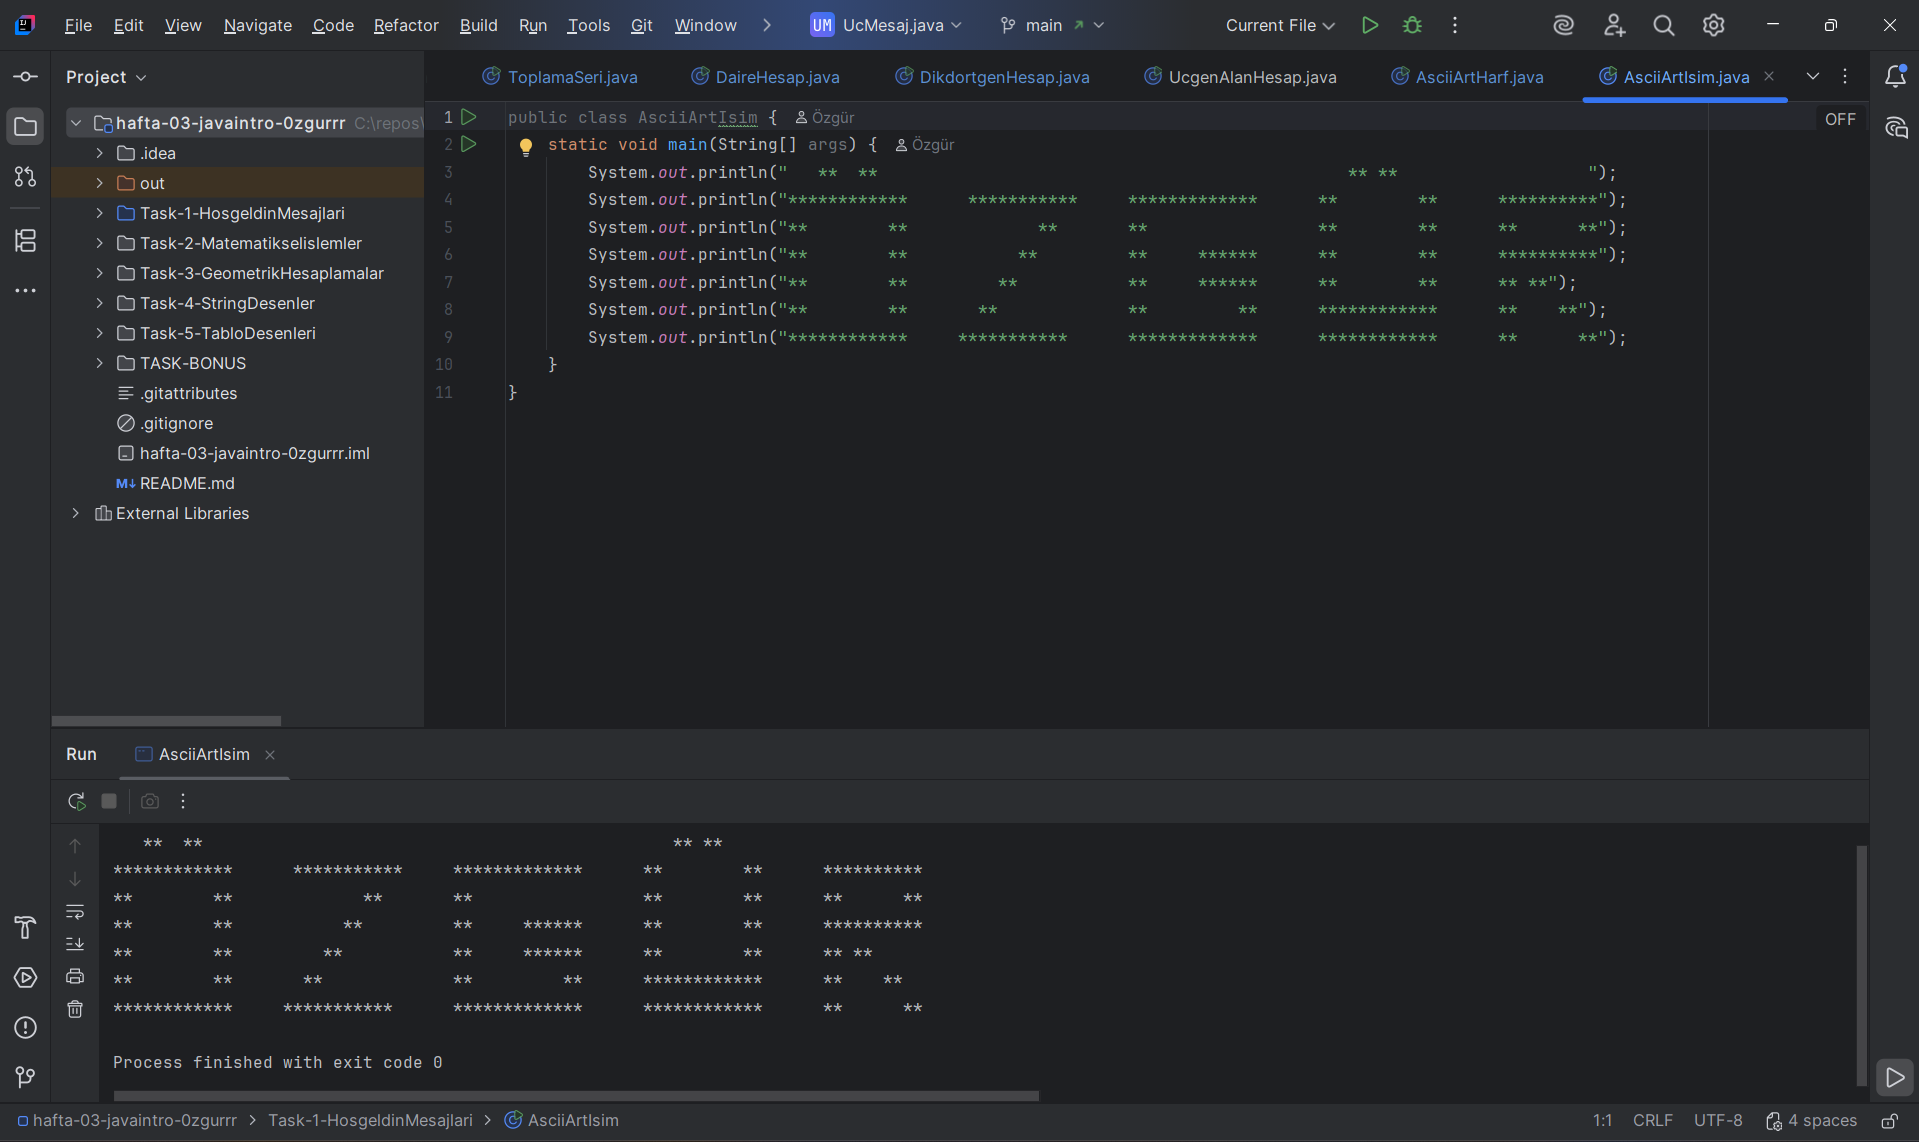 File Edit View Navigate Code Refactor Build Run Tools Git Window UM UcMesaj.java main Current File
Project
ToplamaSeri.java DaireHesap.java DikdortgenHesap.java UcgenAlanHesap.java AsciiArtHarf.java AsciiArtIsim.java
hafta-03-javaintro-0zgurrr C:\repos\
.idea
out
Task-1-HosgeldinMesajlari
Task-2-Matematikselislemler
Task-3-GeometrikHesaplamalar
Task-4-StringDesenler
Task-5-TabloDesenleri
TASK-BONUS
.gitattributes
.gitignore
hafta-03-javaintro-0zgurrr.iml
M↓ README.md
External Libraries
OFF
1 public class AsciiArtIsim { Özgür
2     static void main(String[] args) { Özgür
3         System.out.println("   **  **                                               ** **                   ");
4         System.out.println("************      ***********     *************      **        **      **********");
5         System.out.println("**        **             **       **                 **        **      **      **");
6         System.out.println("**        **           **         **     ******      **        **      **********");
7         System.out.println("**        **         **           **     ******      **        **      ** **");
8         System.out.println("**        **       **             **         **      ************      **    **");
9         System.out.println("************     ***********      *************      ************      **      **");
10     }
11 }
Run AsciiArtIsim
   **  **                                               ** **
************      ***********     *************      **        **      **********
**        **             **       **                 **        **      **      **
**        **           **         **     ******      **        **      **********
**        **         **           **     ******      **        **      ** **
**        **       **             **         **      ************      **    **
************     ***********      *************      ************      **      **
Process finished with exit code 0
hafta-03-javaintro-0zgurrr > Task-1-HosgeldinMesajlari > AsciiArtIsim 1:1 CRLF UTF-8 4 spaces